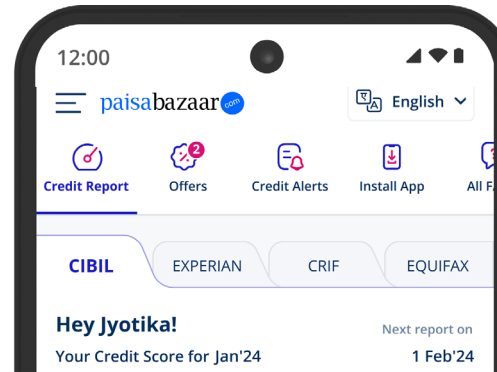 12:00
paisabazaar.com
English
2
Credit Report Offers Credit Alerts Install App All F
CIBIL EXPERIAN CRIF EQUIFAX
Hey Jyotika! Next report on
Your Credit Score for Jan'24 1 Feb'24